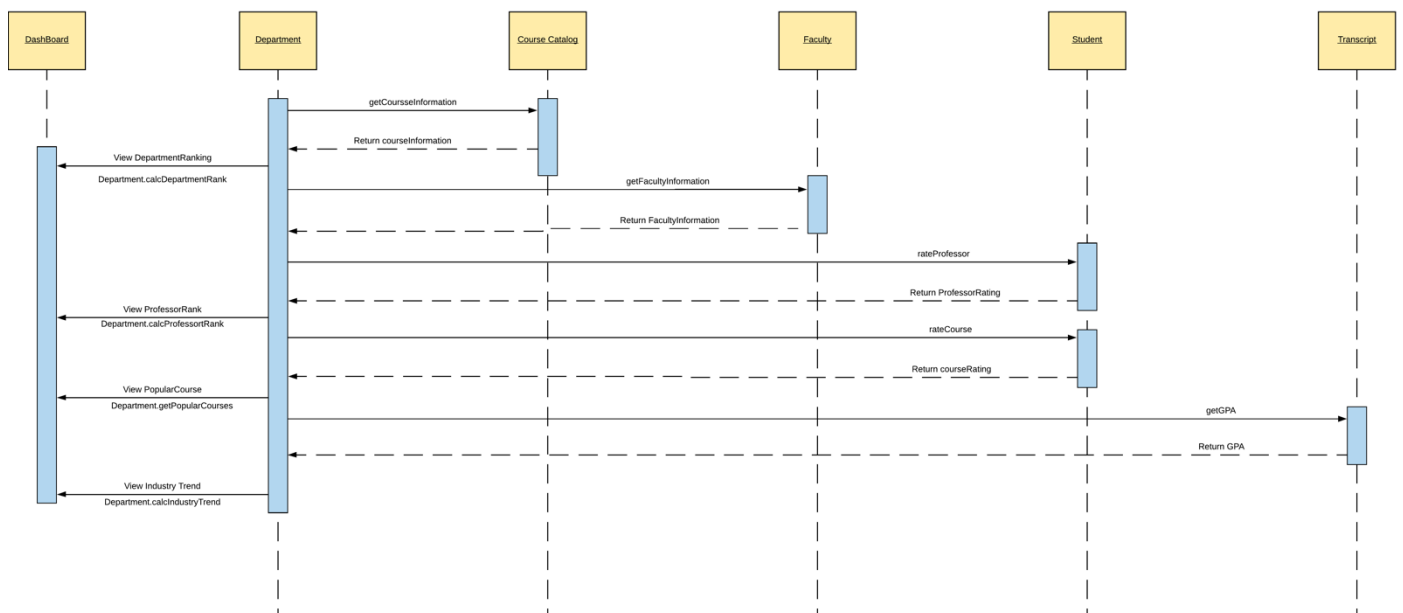 DashBoard
Department
Course Catalog
Faculty
Student
Transcript
getCoursseInformation
Return courseInformation
View DepartmentRanking
Department.calcDepartmentRank
getFacultyInformation
Return FacultyInformation
rateProfessor
Return ProfessorRating
View ProfessorRank
Department.calcProfessortRank
rateCourse
Return courseRating
View PopularCourse
Department.getPopularCourses
getGPA
Return GPA
View Industry Trend
Department.calcIndustryTrend